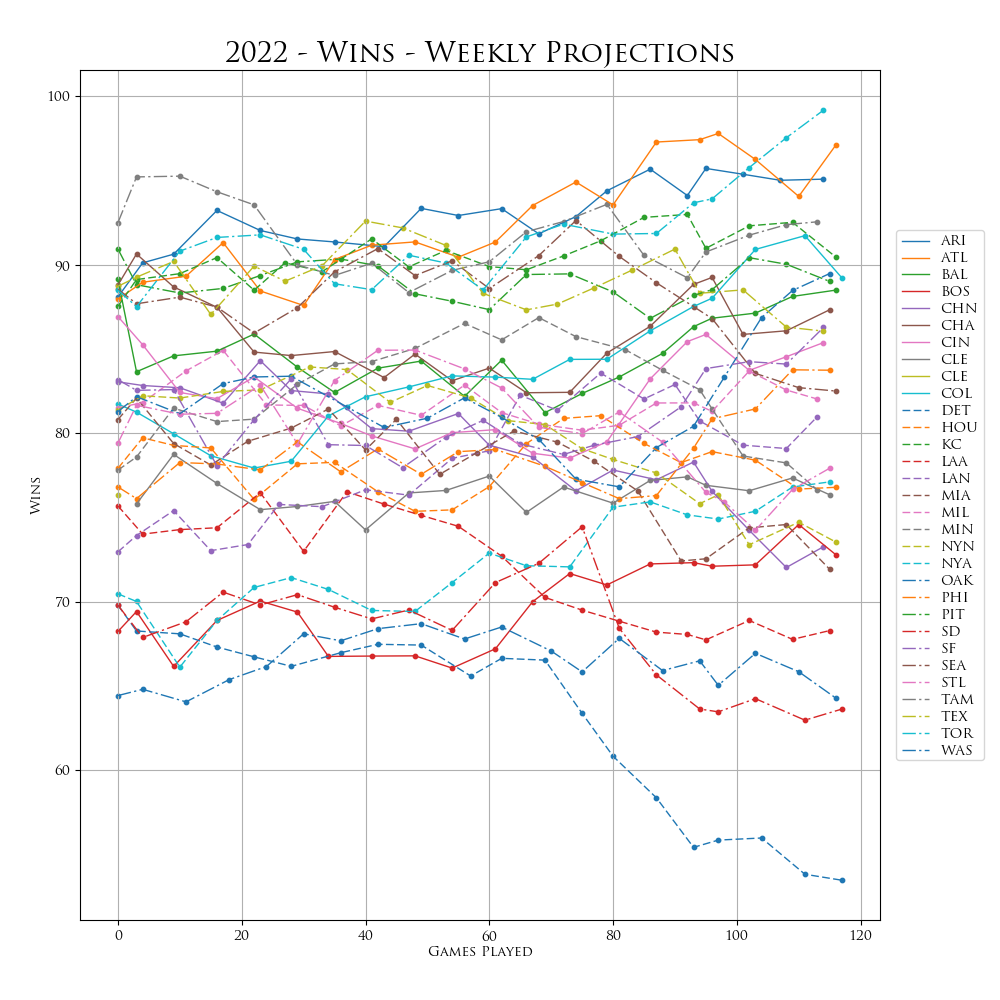 2022 - Wins - Weekly Projections
100
90
80
70
60
Wins
0 20 40 60 80 100 120
Games Played
ARI
ATL
BAL
BOS
CHN
CHA
CIN
CLE
CLE
COL
DET
HOU
KC
LAA
LAN
MIA
MIL
MIN
NYN
NYA
OAK
PHI
PIT
SD
SF
SEA
STL
TAM
TEX
TOR
WAS